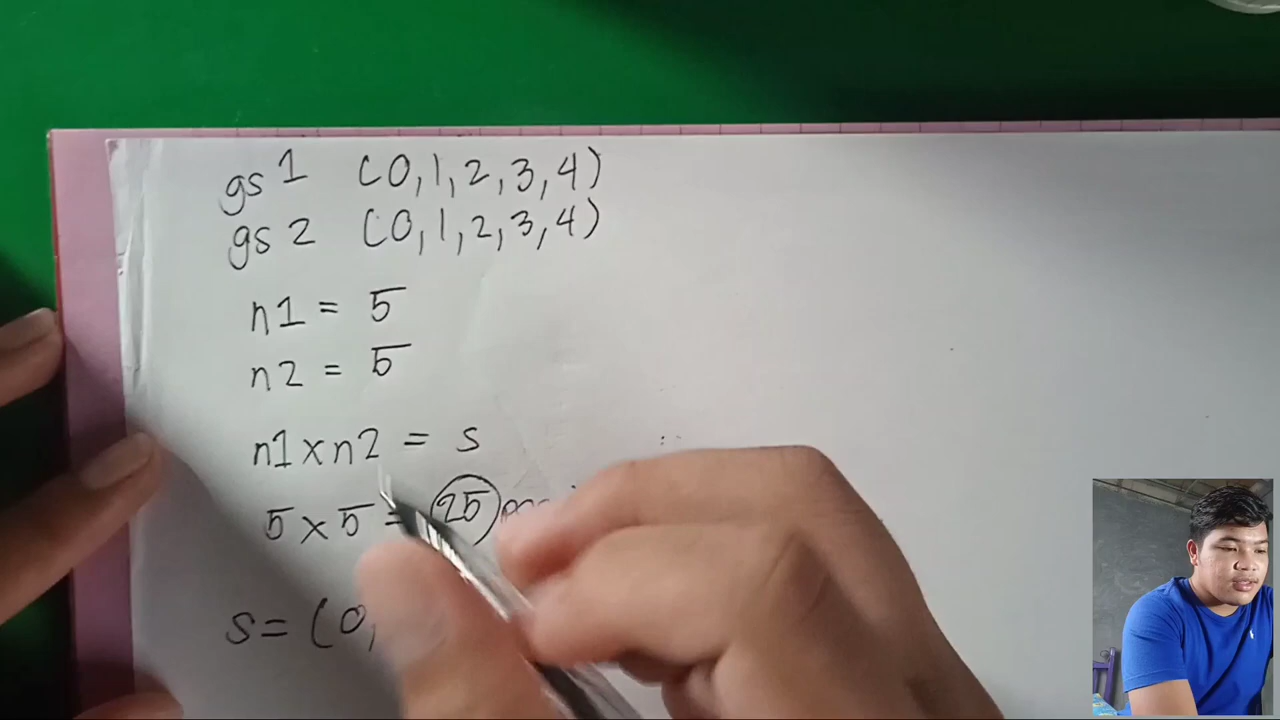 gs 1 (0, 1, 2, 3, 4)
gs 2 (0, 1, 2, 3, 4)
n1 = 5
n2 = 5
n1 x n2 = s
5 x 5 = 25
s = (0,